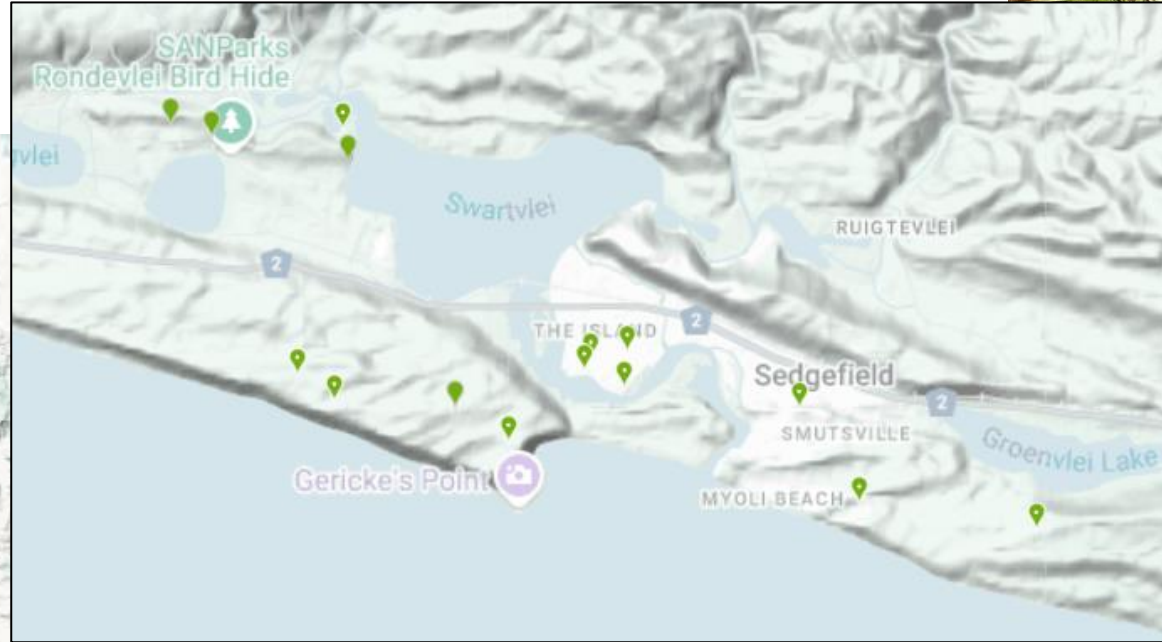 SANParks
Rondevlei Bird Hide
vlei
Swartvlei
RUIGTEVLEI
2
THE ISLAND
2
Sedgefield
2
SMUTSVILLE
Groenvlei Lake
Gericke's Point
MYOLI BEACH